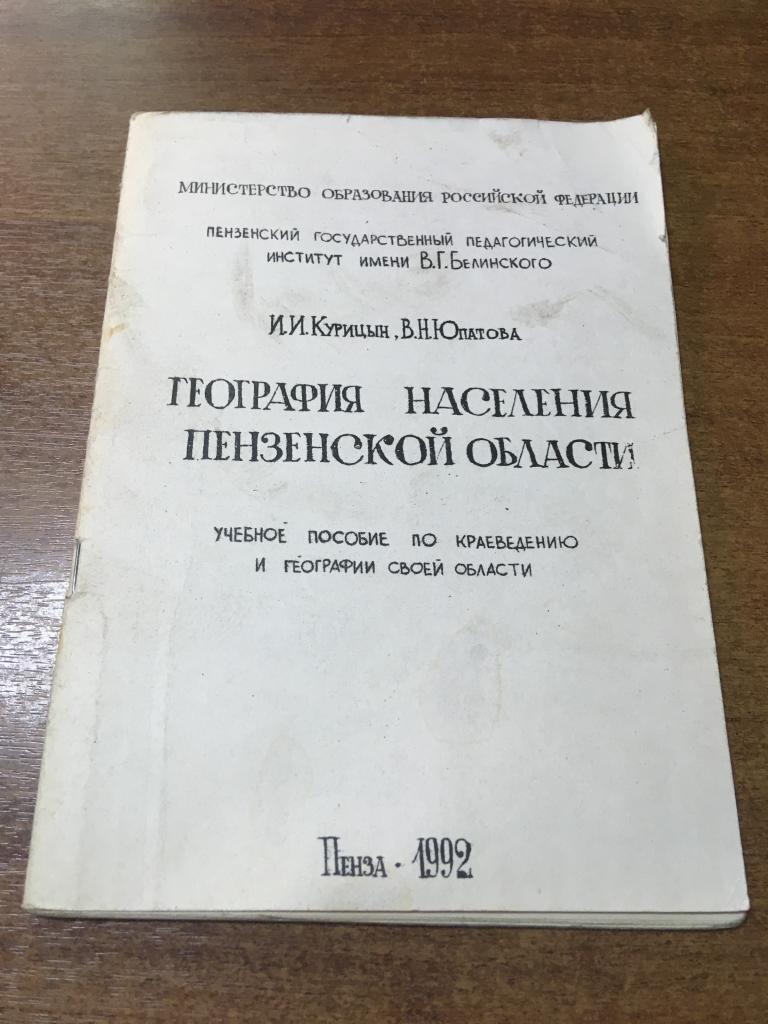 МИНИСТЕРСТВО ОБРАЗОВАНИЯ РОССИЙСКОЙ ФЕДЕРАЦИИ
ПЕНЗЕНСКИЙ ГОСУДАРСТВЕННЫЙ ПЕДАГОГИЧЕСКИЙ
ИНСТИТУТ ИМЕНИ В.Г.БЕЛИНСКОГО
И.И.КУРИЦЫН, В.Н.ЮПАТОВА
ГЕОГРАФИЯ НАСЕЛЕНИЯ
ПЕНЗЕНСКОЙ ОБЛАСТИ
УЧЕБНОЕ ПОСОБИЕ ПО КРАЕВЕДЕНИЮ
И ГЕОГРАФИИ СВОЕЙ ОБЛАСТИ
ПЕНЗА · 1992